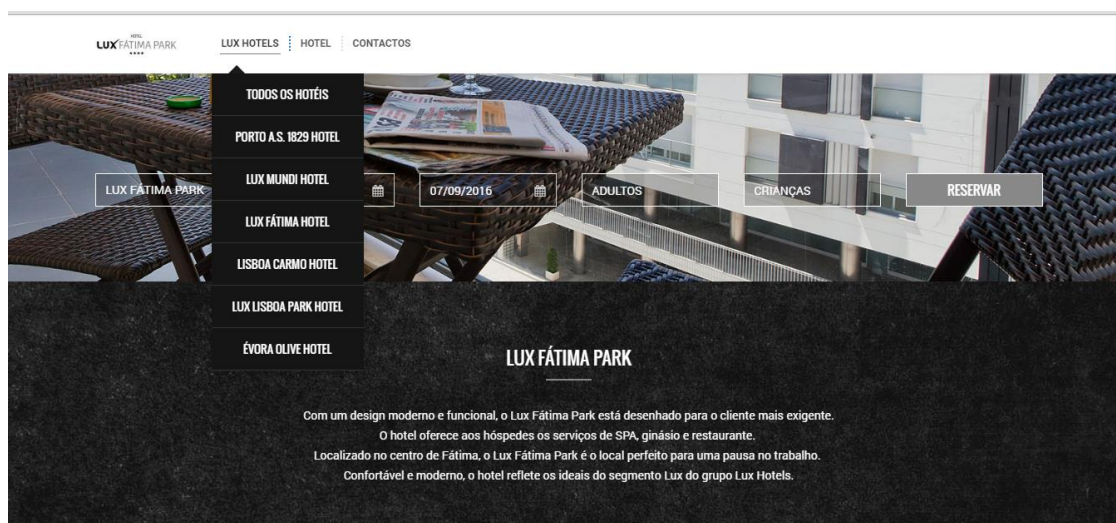 HOTEL
LUX FÁTIMA PARK
LUX HOTELS
HOTEL
CONTACTOS
TODOS OS HOTÉIS
PORTO A.S. 1829 HOTEL
LUX MUNDI HOTEL
LUX FÁTIMA HOTEL
LISBOA CARMO HOTEL
LUX LISBOA PARK HOTEL
ÉVORA OLIVE HOTEL
LUX FÁTIMA PARK
07/09/2016
ADULTOS
CRIANÇAS
RESERVAR
LUX FÁTIMA PARK
Com um design moderno e funcional, o Lux Fátima Park está desenhado para o cliente mais exigente.
O hotel oferece aos hóspedes os serviços de SPA, ginásio e restaurante.
Localizado no centro de Fátima, o Lux Fátima Park é o local perfeito para uma pausa no trabalho.
Confortável e moderno, o hotel reflete os ideais do segmento Lux do grupo Lux Hotels.